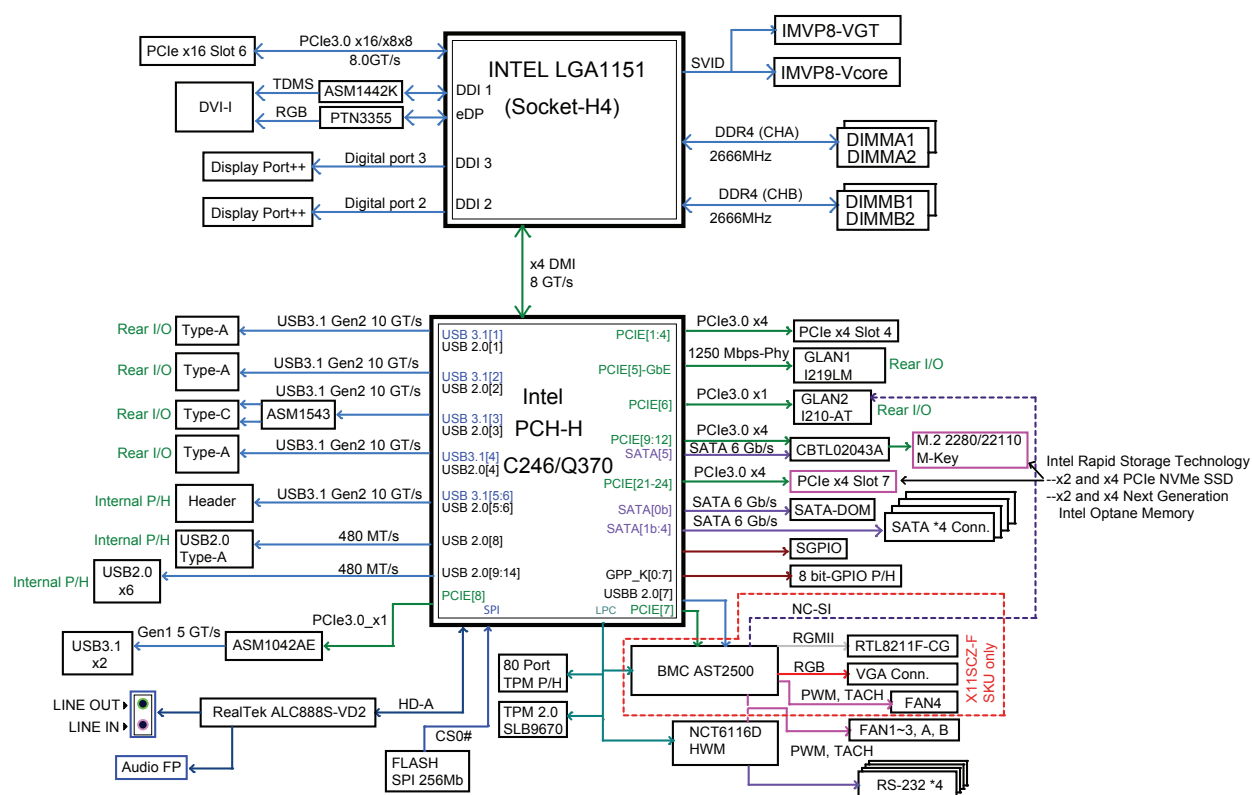 PCIe x16 Slot 6
PCIe3.0 x16/x8x8
8.0GT/s
INTEL LGA1151
(Socket-H4)
SVID
IMVP8-VGT
IMVP8-Vcore
DVI-I
TDMS
ASM1442K
DDI 1
RGB
PTN3355
eDP
Display Port++
Digital port 3
DDI 3
Display Port++
Digital port 2
DDI 2
DDR4 (CHA)
2666MHz
DIMMA1
DIMMA2
DDR4 (CHB)
2666MHz
DIMMB1
DIMMB2
x4 DMI
8 GT/s
Intel
PCH-H
C246/Q370
Rear I/O
Type-A
USB3.1 Gen2 10 GT/s
USB 3.1[1]
USB 2.0[1]
Rear I/O
Type-A
USB3.1 Gen2 10 GT/s
USB 3.1[2]
USB 2.0[2]
Rear I/O
Type-C
ASM1543
USB3.1 Gen2 10 GT/s
USB 3.1[3]
USB 2.0[3]
Rear I/O
Type-A
USB3.1 Gen2 10 GT/s
USB3.1[4]
USB2.0[4]
Internal P/H
Header
USB3.1 Gen2 10 GT/s
USB 3.1[5:6]
USB 2.0[5:6]
Internal P/H
USB2.0
Type-A
480 MT/s
USB 2.0[8]
Internal P/H
USB2.0
x6
480 MT/s
USB 2.0[9:14]
PCIE[8]
SPI
LPC
PCIE[1:4]
PCIe3.0 x4
PCIe x4 Slot 4
PCIE[5]-GbE
1250 Mbps-Phy
GLAN1
I219LM
Rear I/O
PCIE[6]
PCIe3.0 x1
GLAN2
I210-AT
Rear I/O
PCIE[9:12]
SATA[5]
PCIe3.0 x4
SATA 6 Gb/s
CBTL02043A
M.2 2280/22110
M-Key
PCIE[21-24]
PCIe3.0 x4
PCIe x4 Slot 7
Intel Rapid Storage Technology
--x2 and x4 PCIe NVMe SSD
--x2 and x4 Next Generation
Intel Optane Memory
SATA[0b]
SATA 6 Gb/s
SATA-DOM
SATA[1b:4]
SATA 6 Gb/s
SATA *4 Conn.
SGPIO
GPP_K[0:7]
8 bit-GPIO P/H
USBB 2.0[7]
PCIE[7]
NC-SI
USB3.1
x2
Gen1 5 GT/s
ASM1042AE
PCIe3.0_x1
LINE OUT
LINE IN
RealTek ALC888S-VD2
HD-A
Audio FP
CS0#
FLASH
SPI 256Mb
80 Port
TPM P/H
TPM 2.0
SLB9670
BMC AST2500
RGMII
RTL8211F-CG
RGB
VGA Conn.
PWM, TACH
FAN4
X11SCZ-F
SKU only
NCT6116D
HWM
FAN1~3, A, B
PWM, TACH
RS-232 *4